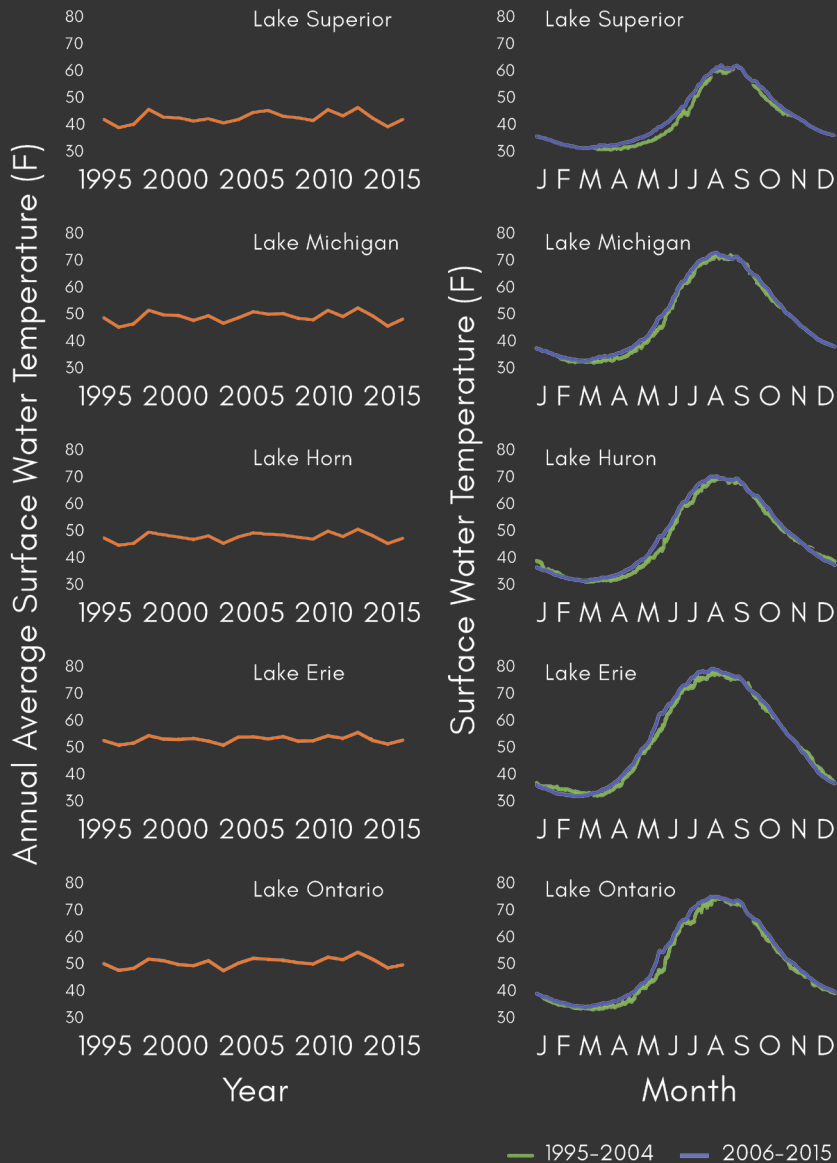 Annual Average Surface Water Temperature (F)
80
70
60
50
40
30
Lake Superior
1995 2000 2005 2010 2015
80
70
60
50
40
30
Lake Michigan
1995 2000 2005 2010 2015
80
70
60
50
40
30
Lake Horn
1995 2000 2005 2010 2015
80
70
60
50
40
30
Lake Erie
1995 2000 2005 2010 2015
80
70
60
50
40
30
Lake Ontario
1995 2000 2005 2010 2015
Year
Surface Water Temperature (F)
80
70
60
50
40
30
Lake Superior
J F M A M J J A S O N D
80
70
60
50
40
30
Lake Michigan
J F M A M J J A S O N D
80
70
60
50
40
30
Lake Huron
J F M A M J J A S O N D
80
70
60
50
40
30
Lake Erie
J F M A M J J A S O N D
80
70
60
50
40
30
Lake Ontario
J F M A M J J A S O N D
Month
1995-2004 2006-2015